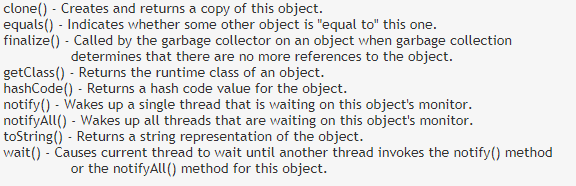 clone() - Creates and returns a copy of this object.
equals() - Indicates whether some other object is "equal to" this one.
finalize() - Called by the garbage collector on an object when garbage collection
determines that there are no more references to the object.
getClass() - Returns the runtime class of an object.
hashCode() - Returns a hash code value for the object.
notify() - Wakes up a single thread that is waiting on this object's monitor.
notifyAll() - Wakes up all threads that are waiting on this object's monitor.
toString() - Returns a string representation of the object.
wait() - Causes current thread to wait until another thread invokes the notify() method
or the notifyAll() method for this object.